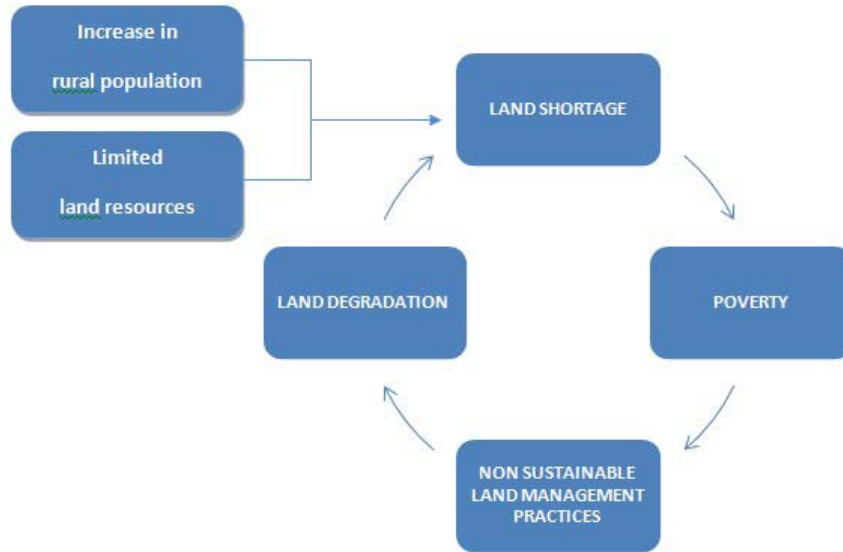 Increase in
rural population
Limited
land resources
LAND SHORTAGE
LAND DEGRADATION
POVERTY
NON SUSTAINABLE
LAND MANAGEMENT
PRACTICES